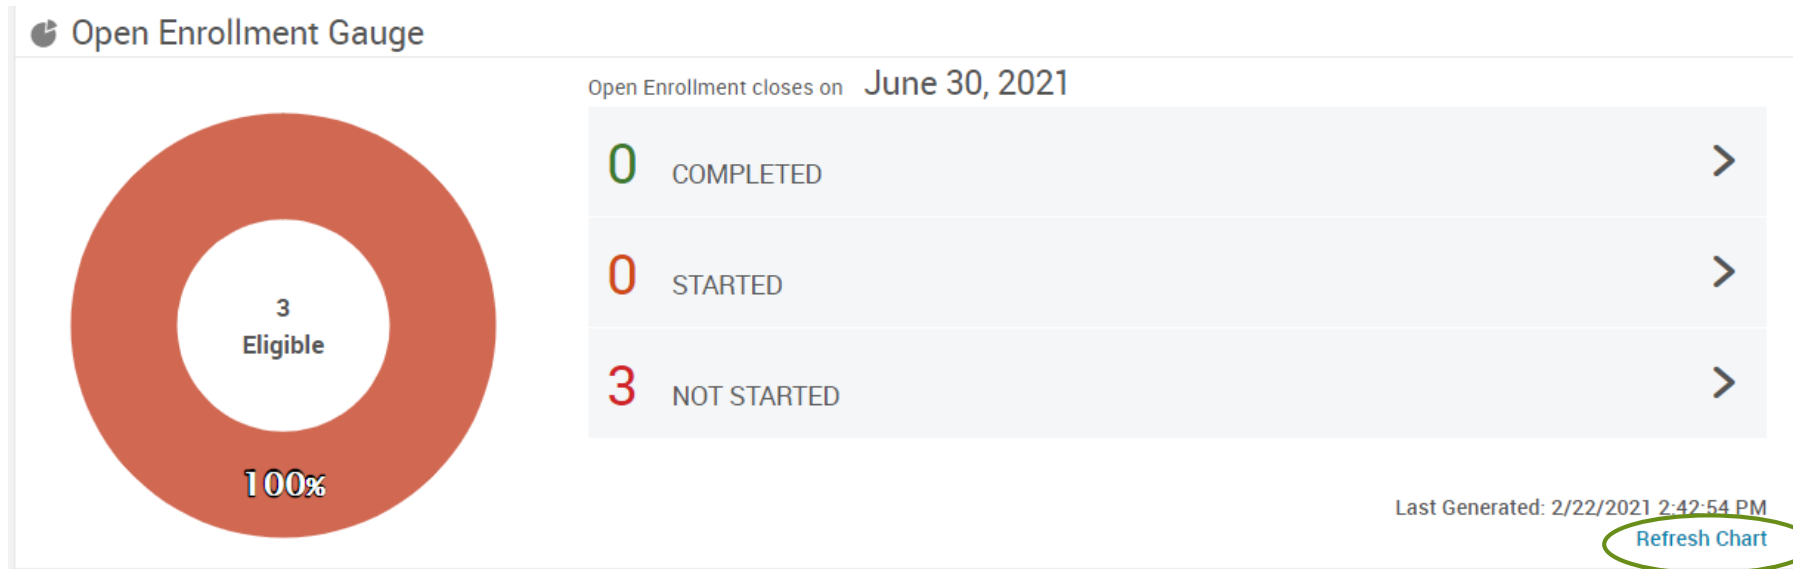 Open Enrollment Gauge
Open Enrollment closes on June 30, 2021
0 COMPLETED
0 STARTED
3 NOT STARTED
3
Eligible
100%
Last Generated: 2/22/2021 2:42:54 PM
Refresh Chart